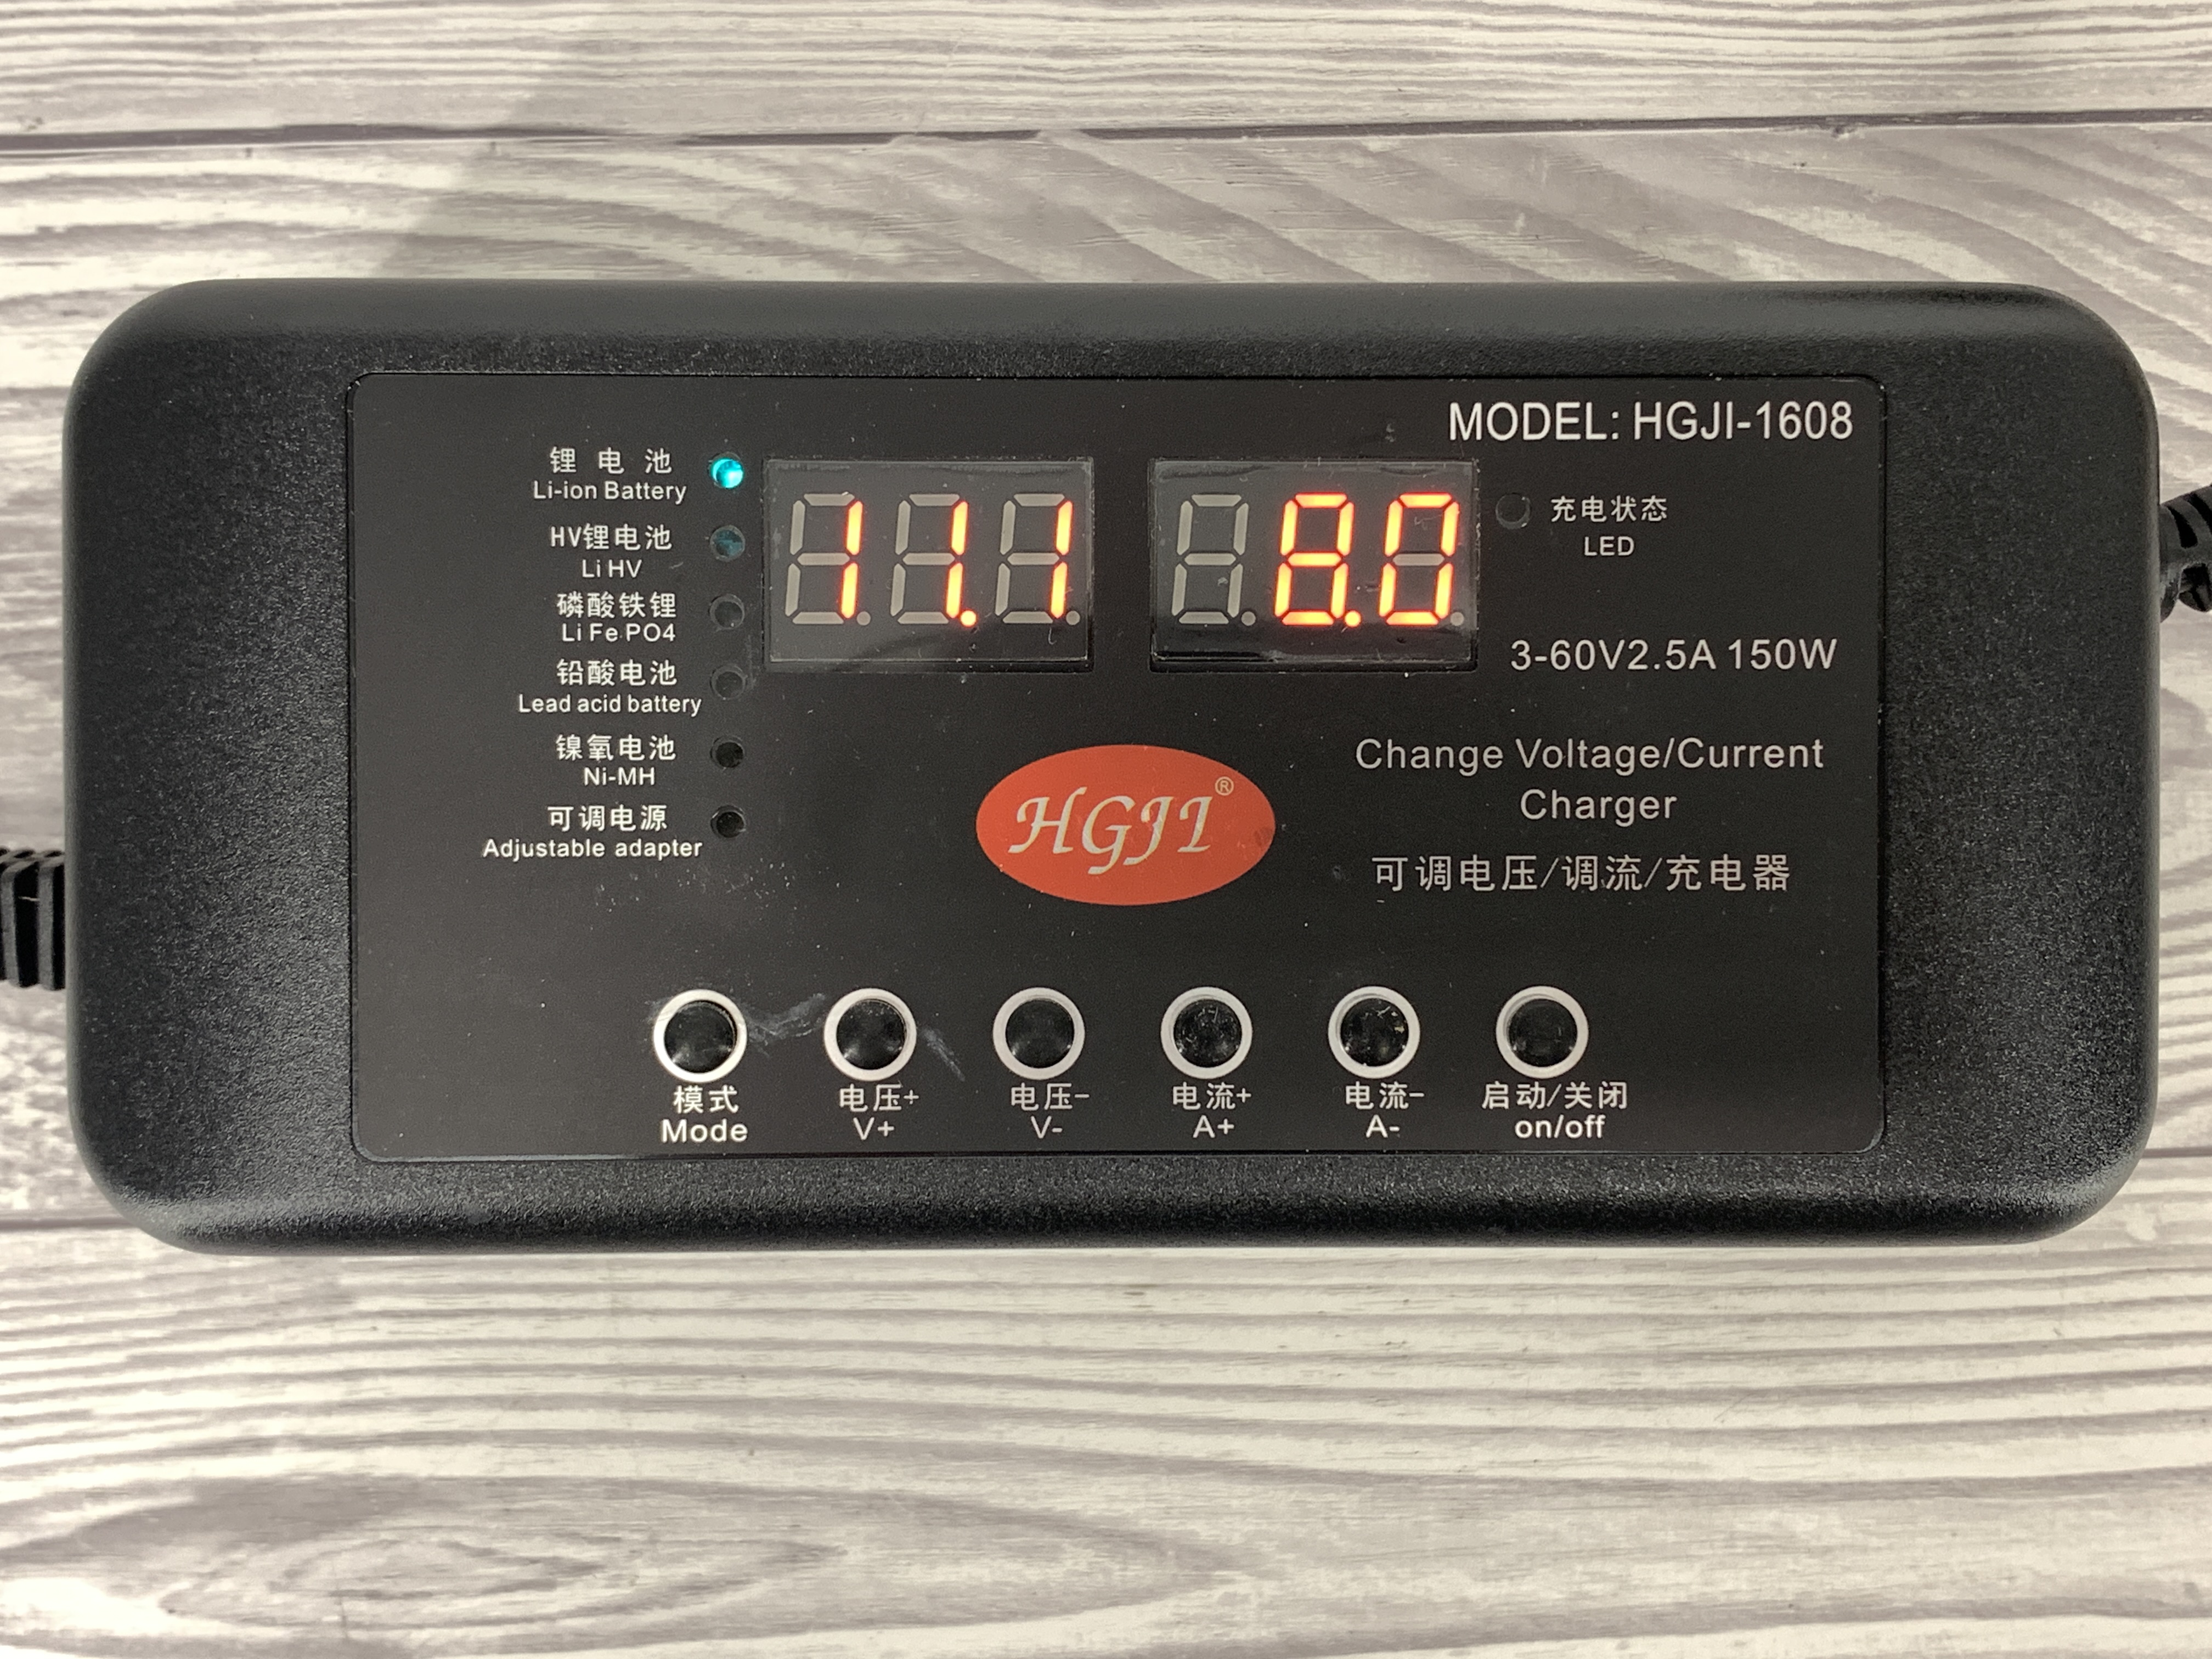 MODEL: HGJI-1608
锂 电 池
Li-ion Battery
HV锂电池
Li HV
磷酸铁锂
Li Fe PO4
铅酸电池
Lead acid battery
镍氧电池
Ni-MH
可调电源
Adjustable adapter
11.1
8.0
充电状态
LED
3-60V2.5A 150W
HGJI®
Change Voltage/Current
Charger
可调电压/调流/充电器
模式
Mode
电压+
V+
电压-
V-
电流+
A+
电流-
A-
启动/关闭
on/off